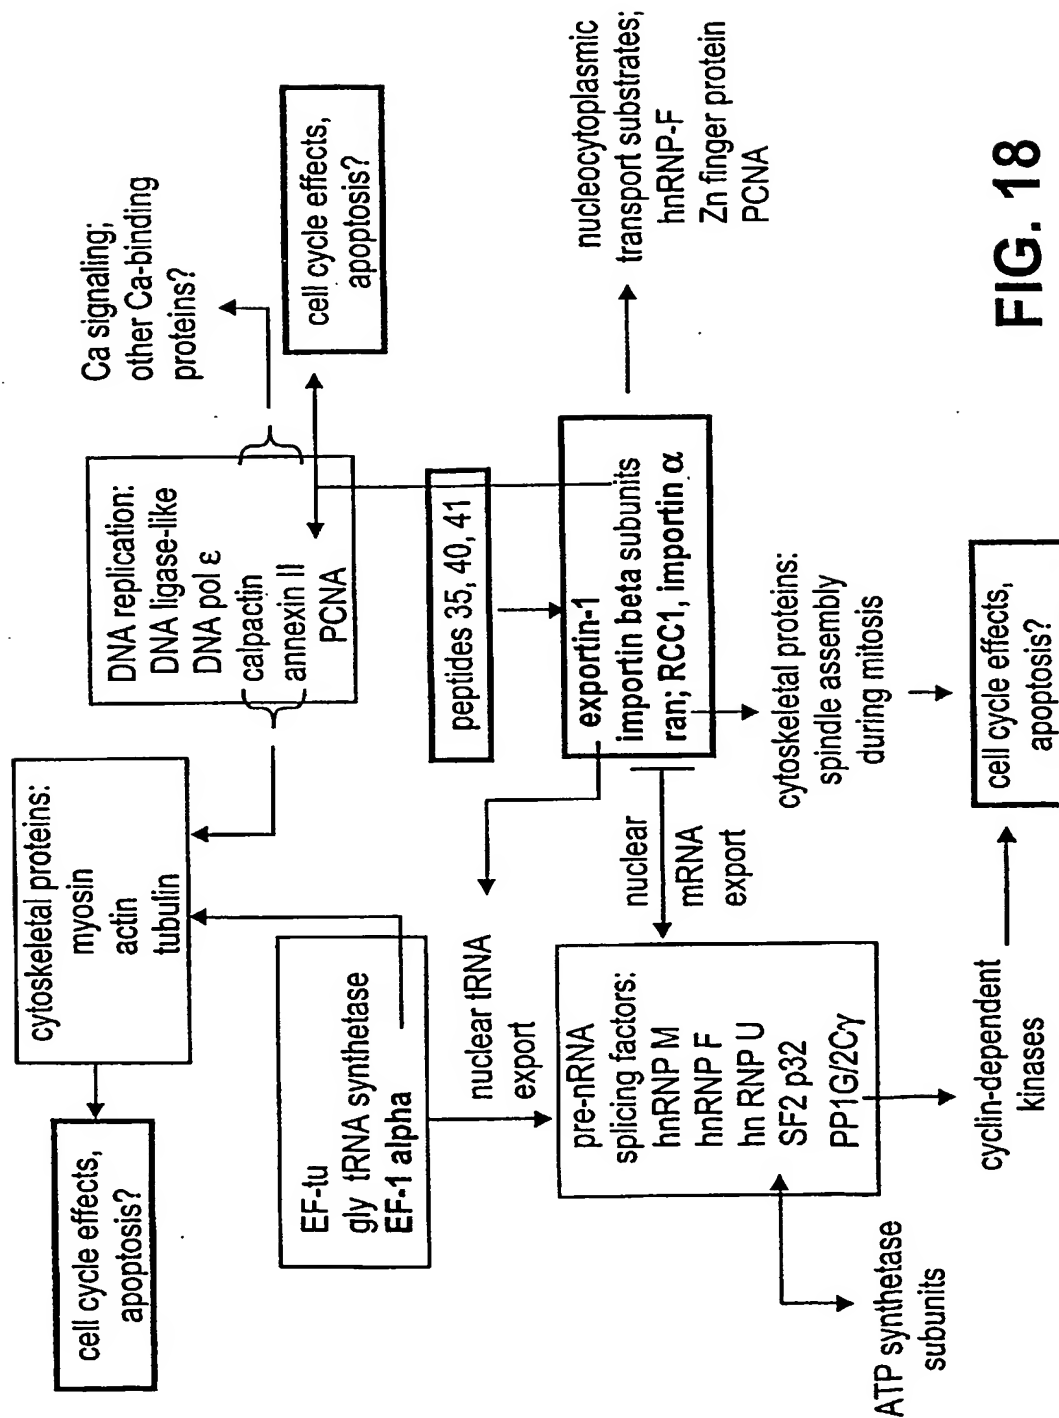 cell cycle effects,
apoptosis?
cytoskeletal proteins:
myosin
actin
tubulin
DNA replication:
DNA ligase-like
DNA pol ε
calpactin
annexin II
PCNA
Ca signaling;
other Ca-binding
proteins?
cell cycle effects,
apoptosis?
EF-tu
gly tRNA synthetase
EF-1 alpha
nuclear tRNA
export
peptides 35, 40, 41
exportin-1
importin beta subunits
ran; RCC1, importin α
nucleocytoplasmic
transport substrates;
hnRNP-F
Zn finger protein
PCNA
pre-nRNA
splicing factors:
hnRNP M
hnRNP F
hn RNP U
SF2 p32
PP1G/2Cγ
nuclear
mRNA
export
cytoskeletal proteins:
spindle assembly
during mitosis
ATP synthetase
subunits
cyclin-dependent
kinases
cell cycle effects,
apoptosis?
FIG. 18